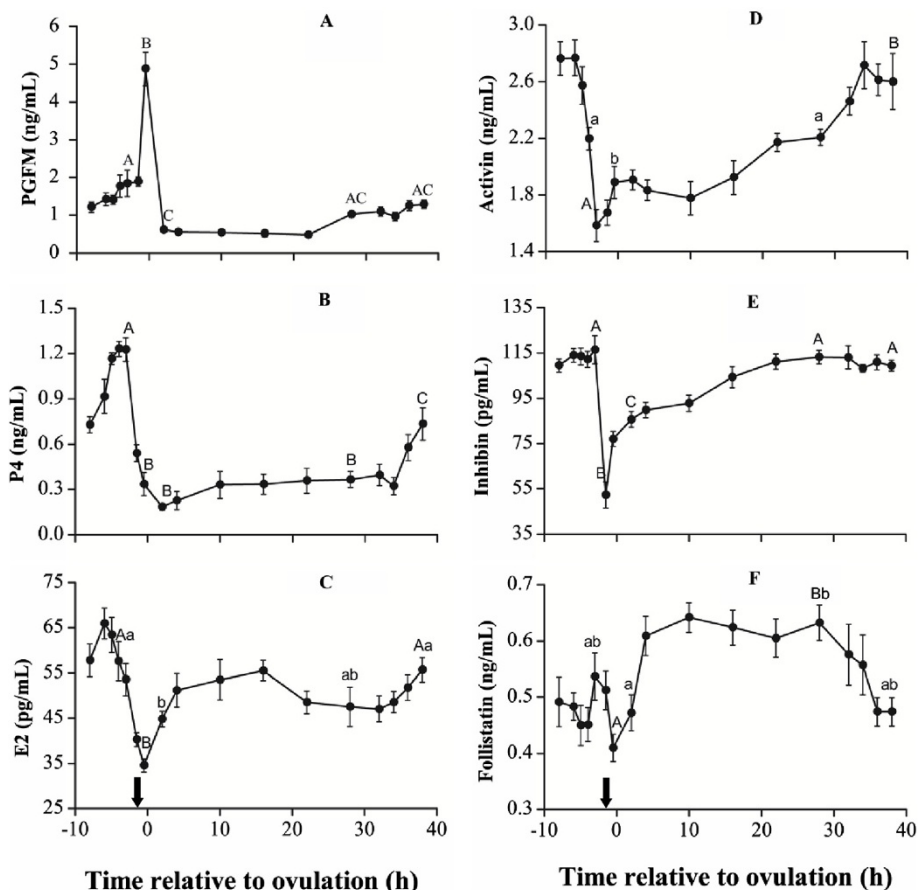 A
PGFM (ng/mL)
6
5
4
3
2
1
0
A
B
C
AC
AC
D
Activin (ng/mL)
2.6
2.2
1.8
1.4
a
A
b
a
B
B
P4 (ng/mL)
1.5
1.2
0.9
0.6
0.3
0.0
A
B
B
B
C
E
Inhibin (pg/mL)
135
115
95
75
55
35
A
B
C
A
A
C
E2 (pg/mL)
75
65
55
45
35
25
Aa
B
b
ab
Aa
-10 0 10 20 30 40
Time relative to ovulation (h)
F
Follistatin (ng/mL)
0.7
0.6
0.5
0.4
0.3
ab
A
a
Bb
ab
-10 0 10 20 30 40
Time relative to ovulation (h)